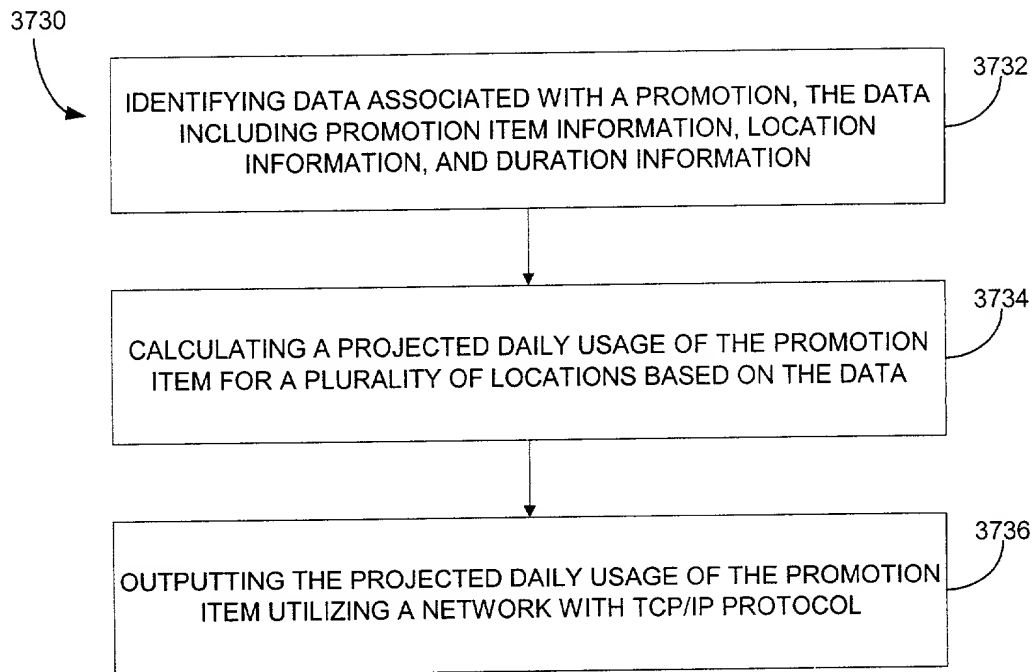 3730
3732
IDENTIFYING DATA ASSOCIATED WITH A PROMOTION, THE DATA
INCLUDING PROMOTION ITEM INFORMATION, LOCATION
INFORMATION, AND DURATION INFORMATION
3734
CALCULATING A PROJECTED DAILY USAGE OF THE PROMOTION
ITEM FOR A PLURALITY OF LOCATIONS BASED ON THE DATA
3736
OUTPUTTING THE PROJECTED DAILY USAGE OF THE PROMOTION
ITEM UTILIZING A NETWORK WITH TCP/IP PROTOCOL